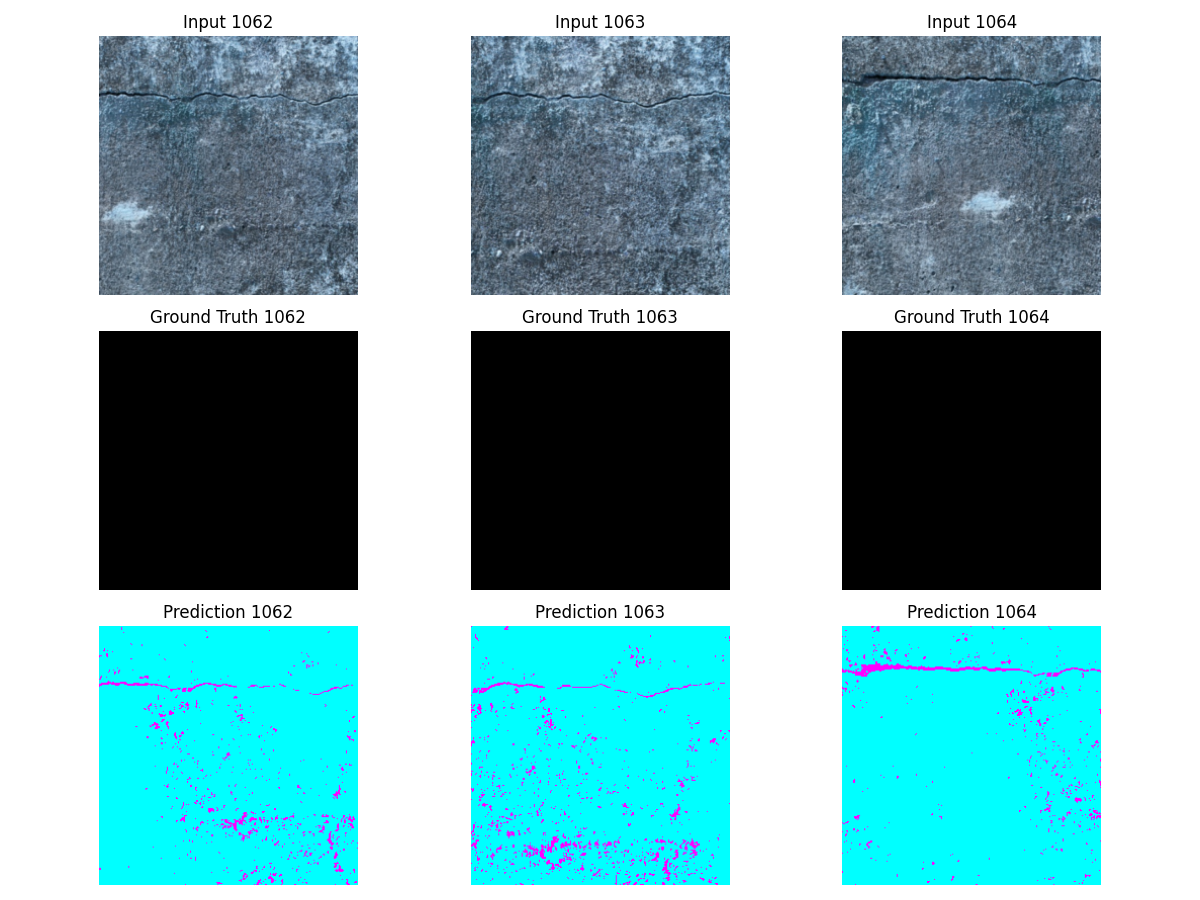 Input 1062
Input 1063
Input 1064
Ground Truth 1062
Ground Truth 1063
Ground Truth 1064
Prediction 1062
Prediction 1063
Prediction 1064